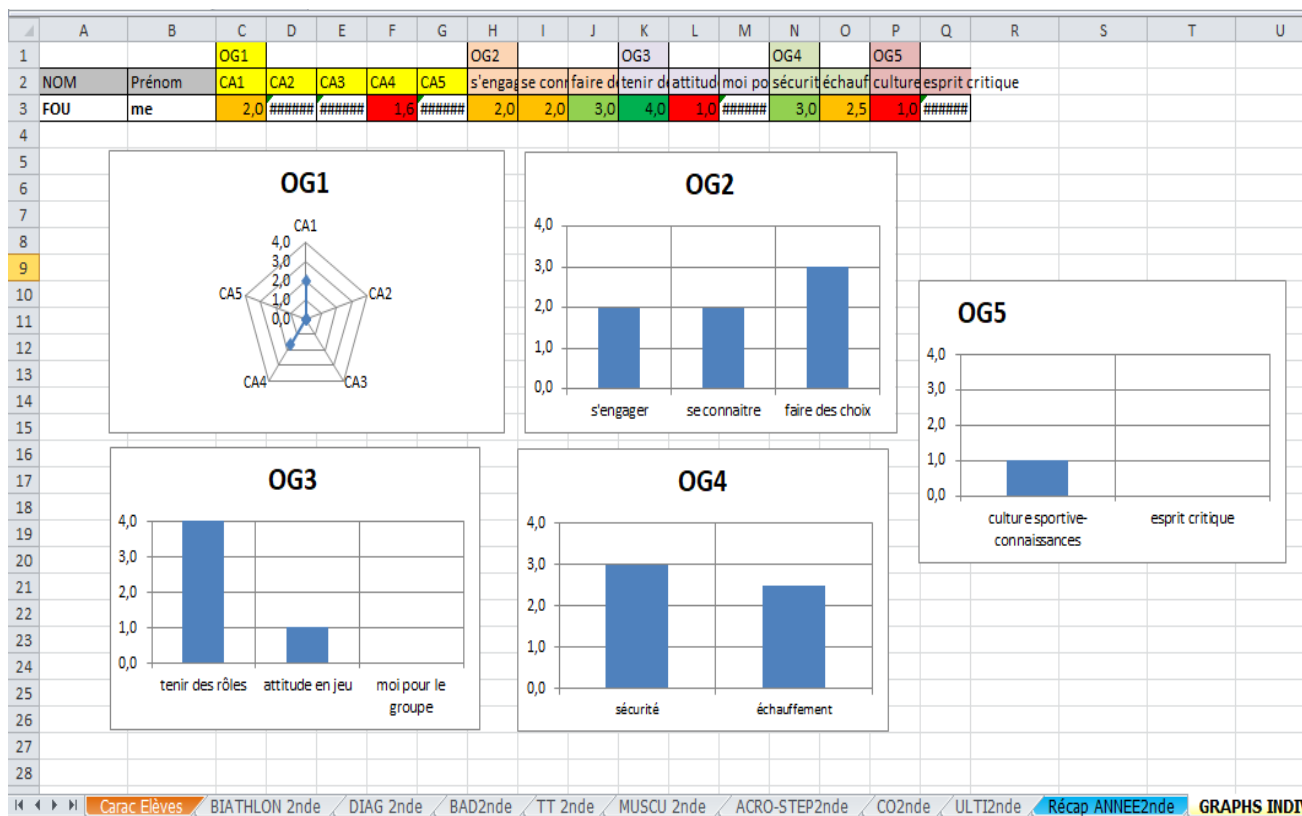 A B C D E F G H I J K L M N O P Q R S T U
1 OG1 OG2 OG3 OG4 OG5
2 NOM Prénom CA1 CA2 CA3 CA4 CA5 s'engag se conn faire de tenir de attitud moi po sécurit échauf culture esprit critique
3 FOU me 2,0 ###### ###### 1,6 ###### 2,0 2,0 3,0 4,0 1,0 ###### 3,0 2,5 1,0 ######
4
5
6
7
8
9
10
11
12
13
14
15
16
17
18
19
20
21
22
23
24
25
26
27
28
OG1
CA1
4,0
3,0
2,0
1,0
0,0
CA5
CA2
CA4
CA3
OG2
4,0
3,0
2,0
1,0
0,0
s'engager se connaitre faire des choix
OG5
4,0
3,0
2,0
1,0
0,0
culture sportive- esprit critique
connaissances
OG3
4,0
3,0
2,0
1,0
0,0
tenir des rôles attitude en jeu moi pour le
groupe
OG4
4,0
3,0
2,0
1,0
0,0
sécurité échauffement
Carac Elèves BIATHLON 2nde DIAG 2nde BAD2nde TT 2nde MUSCU 2nde ACRO-STEP2nde CO2nde ULTI2nde Récap ANNEE2nde GRAPHS INDIV